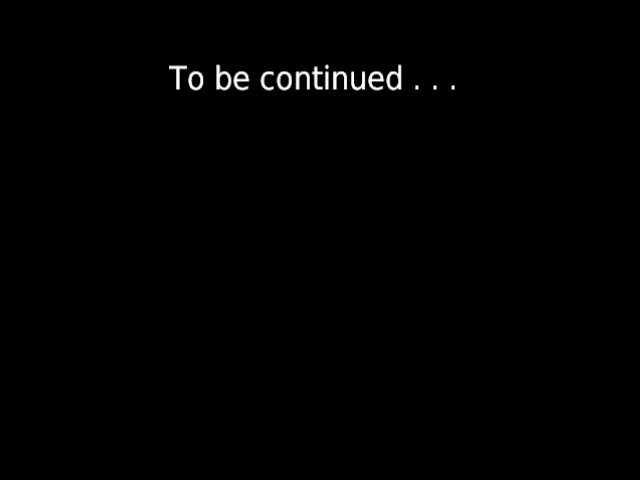 To be continued . . .